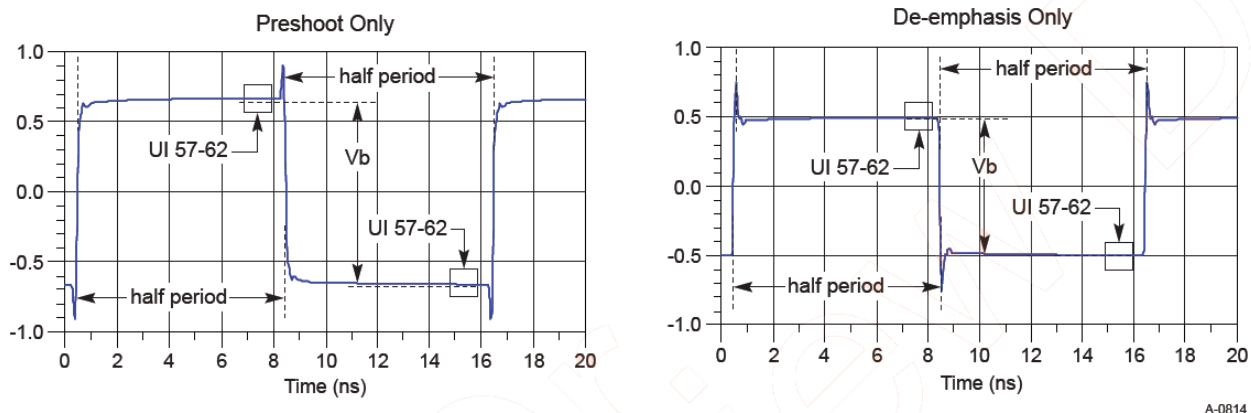 Preshoot Only
1.0
0.5
0.0
-0.5
-1.0
half period
UI 57-62
Vb
UI 57-62
half period
0 2 4 6 8 10 12 14 16 18 20
Time (ns)
De-emphasis Only
1.0
0.5
0.0
-0.5
-1.0
half period
UI 57-62
Vb
UI 57-62
half period
0 2 4 6 8 10 12 14 16 18 20
Time (ns)
A-0814